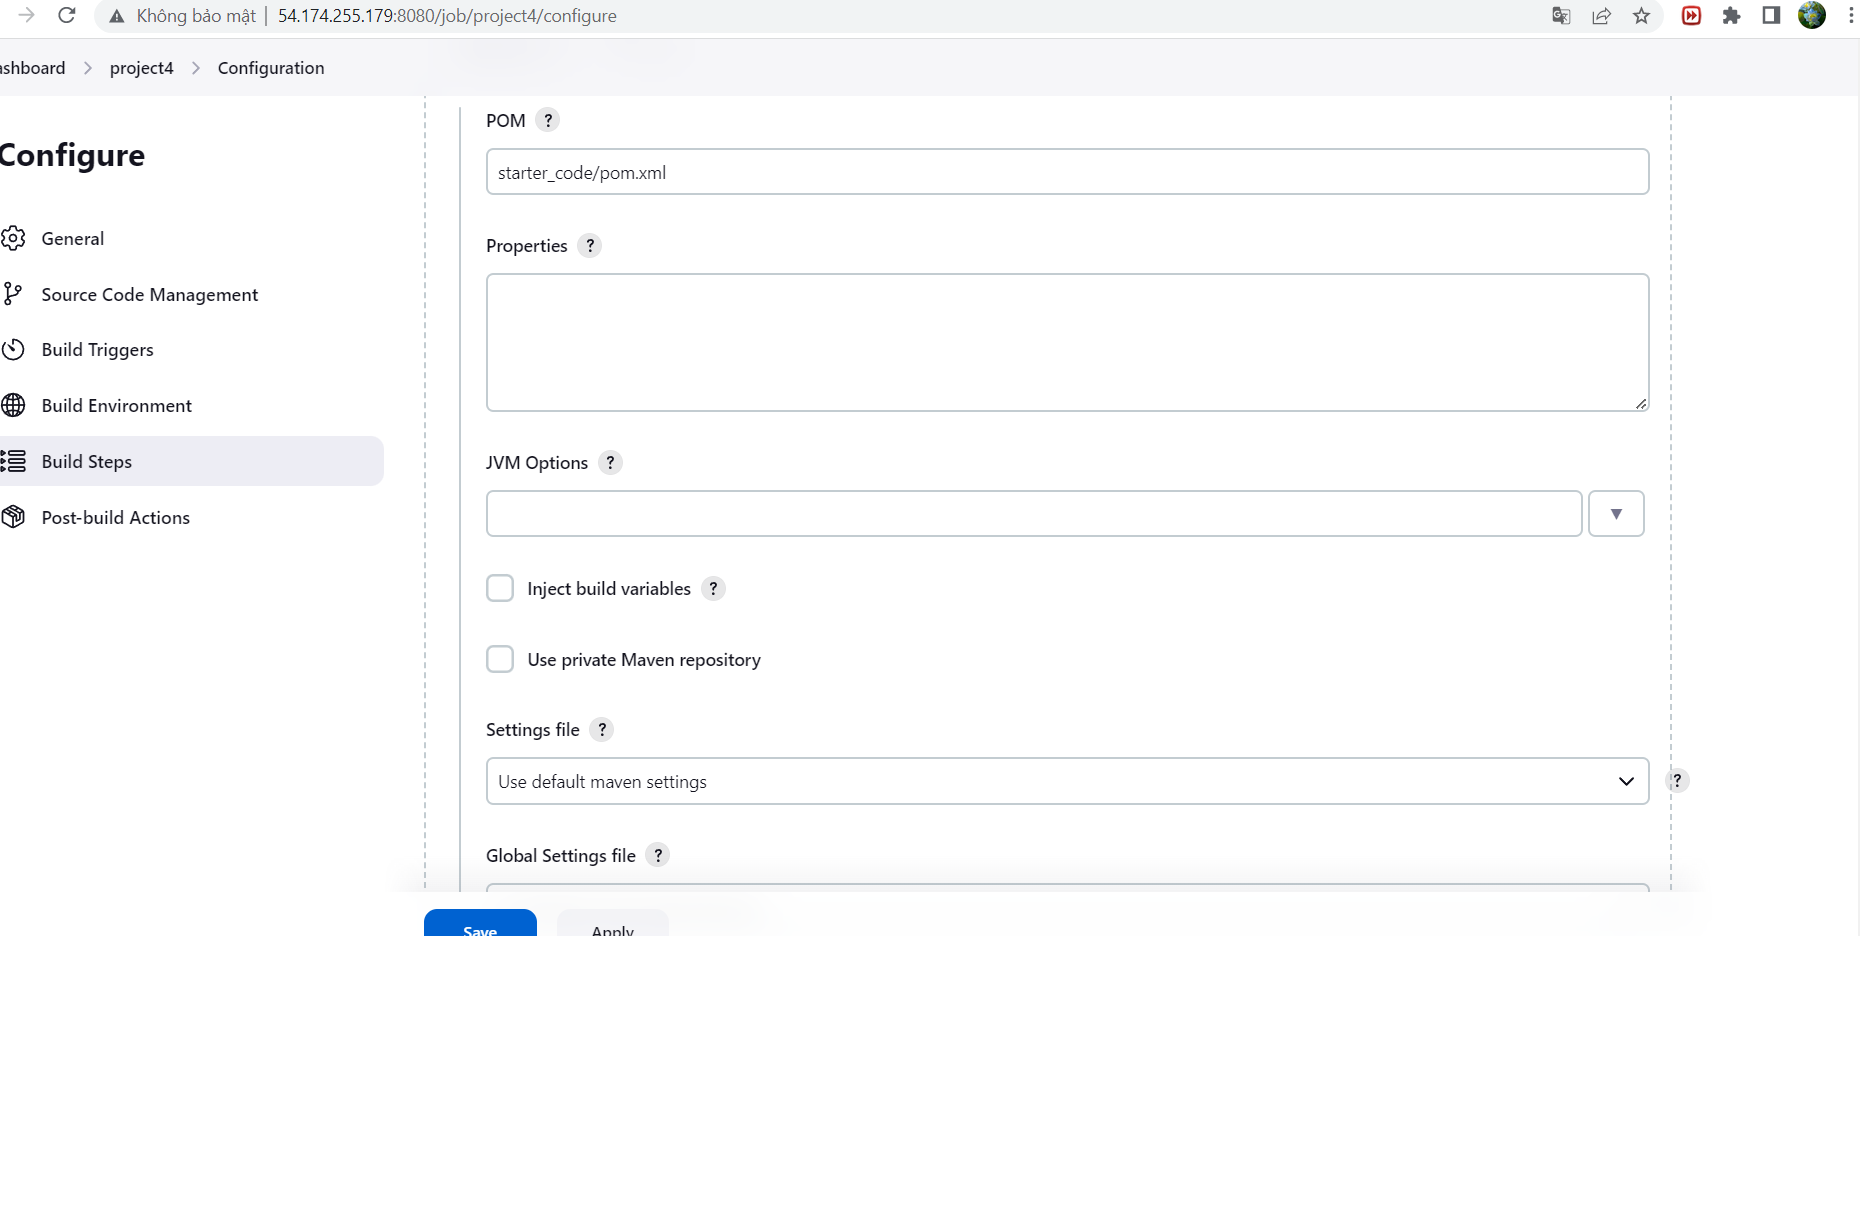 Không bảo mật | 54.174.255.179:8080/job/project4/configure
ashboard > project4 > Configuration
Configure
General
Source Code Management
Build Triggers
Build Environment
Build Steps
Post-build Actions
POM ?
starter_code/pom.xml
Properties ?
JVM Options ?
Inject build variables ?
Use private Maven repository
Settings file ?
Use default maven settings
?
Global Settings file ?
Save
Apply